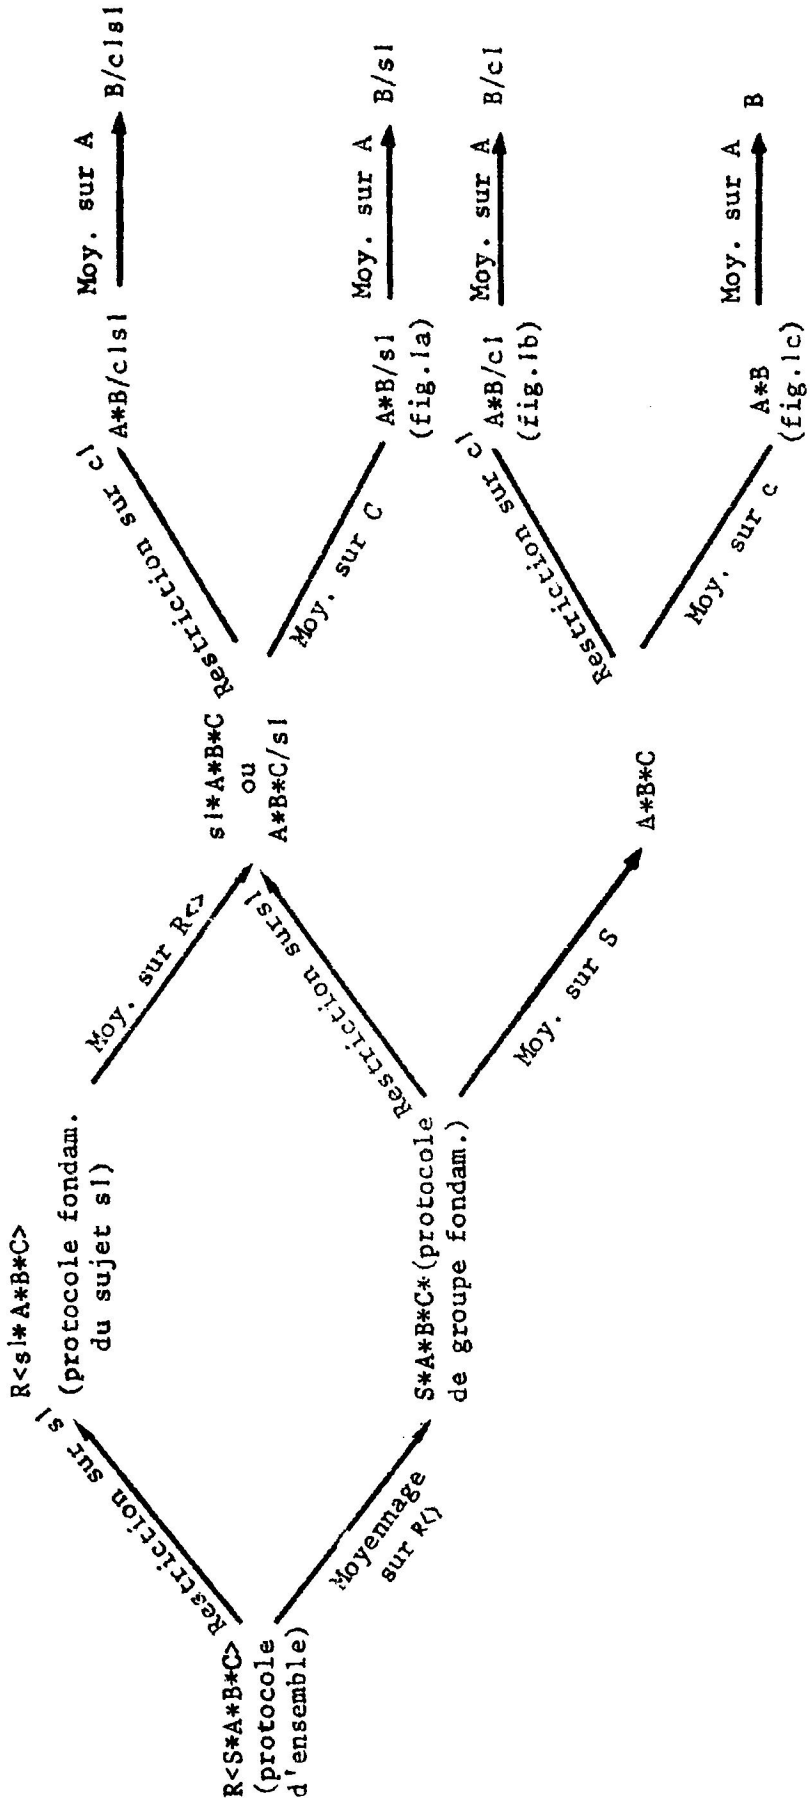 R<S*A*B*C>
(protocole
d'ensemble)
Restriction sur s1
Moyennage
sur R<>
R<s1*A*B*C>
(protocole fondam.
du sujet s1)
S*A*B*C*(protocole
de groupe fondam.)
Moy. sur R<>
Restriction surs1
Moy. sur S
s1*A*B*C
ou
A*B*C/s1
A*B*C
Restriction sur c1
Moy. sur C
Restriction sur c1
Moy. sur c
A*B/c1s1
A*B/s1
(fig.1a)
A*B/c1
(fig.1b)
A*B
(fig.1c)
Moy. sur A
Moy. sur A
Moy. sur A
Moy. sur A
B/c1s1
B/s1
B/c1
B